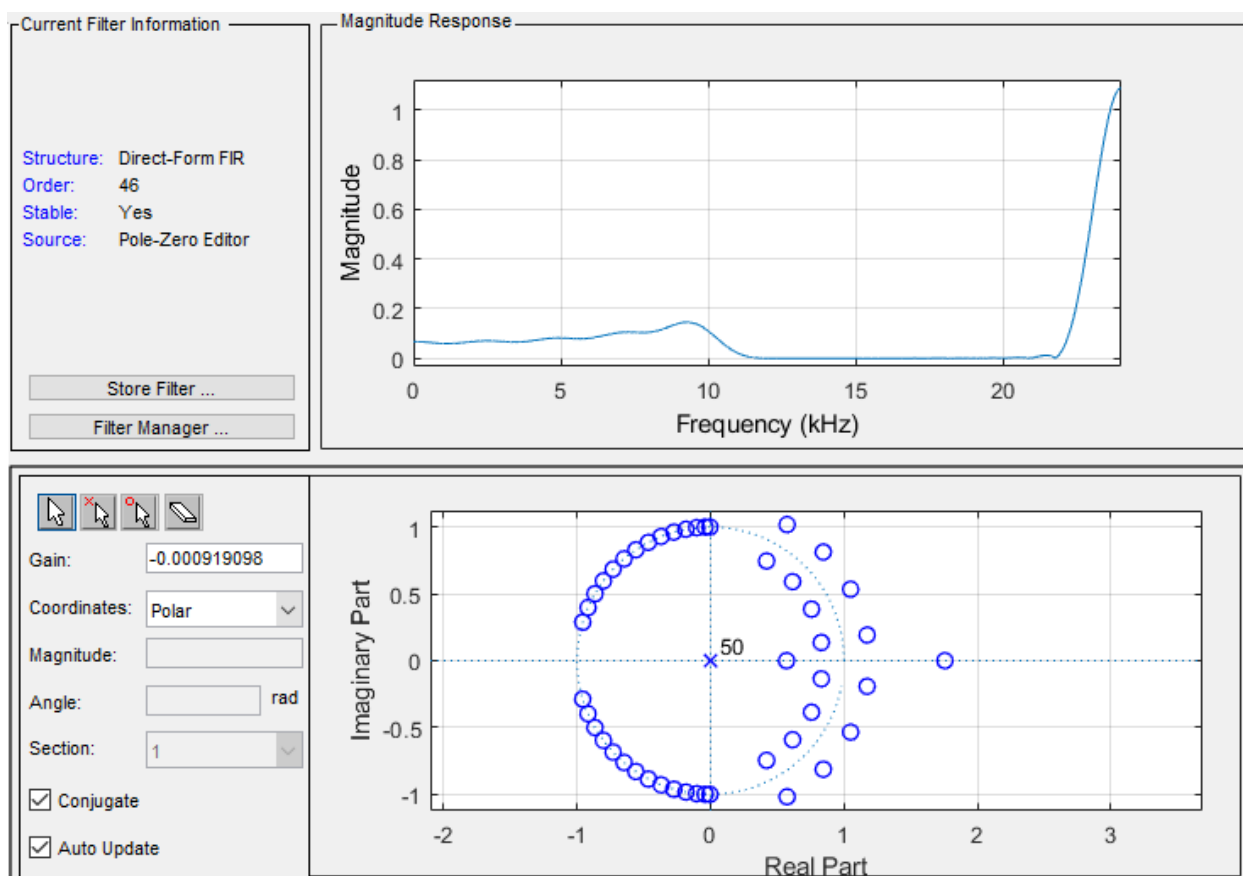 Current Filter Information
Structure: Direct-Form FIR
Order: 46
Stable: Yes
Source: Pole-Zero Editor
Store Filter ...
Filter Manager ...
Magnitude Response
Magnitude
1
0.8
0.6
0.4
0.2
0
0 5 10 15 20
Frequency (kHz)
Gain: -0.000919098
Coordinates: Polar
Magnitude:
Angle: rad
Section: 1
Conjugate
Auto Update
Imaginary Part
1
0.5
0
-0.5
-1
50
-2 -1 0 1 2 3
Real Part